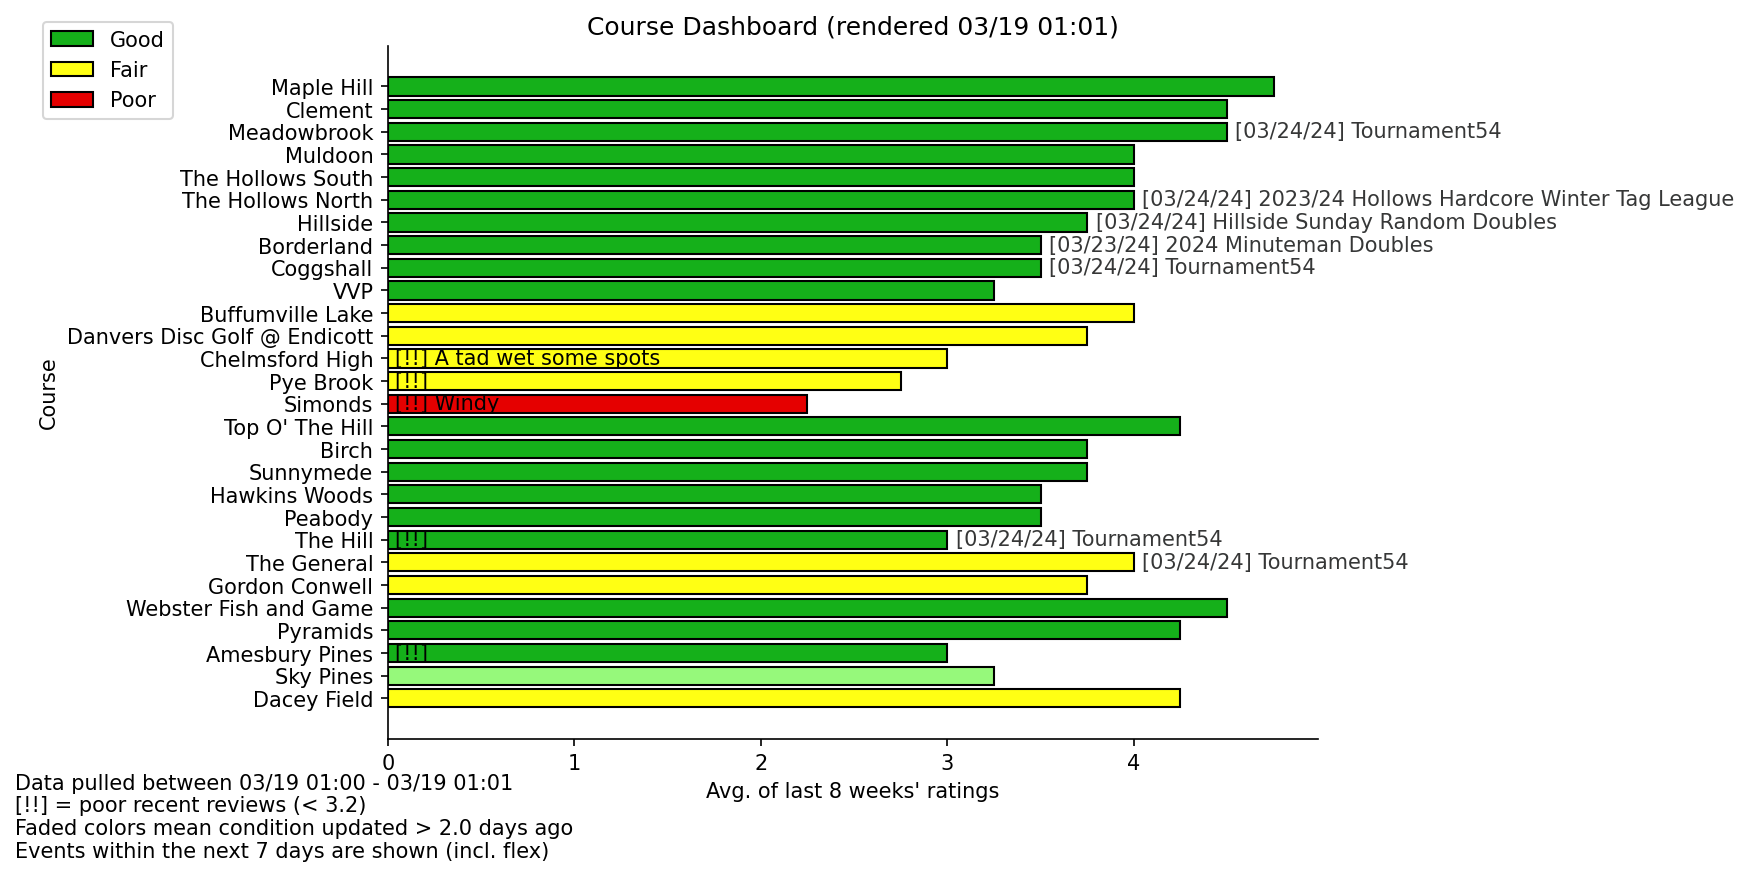 Course Dashboard (rendered 03/19 01:01)
Good
Fair
Poor
Course
Maple Hill
Clement
Meadowbrook [03/24/24] Tournament54
Muldoon
The Hollows South
The Hollows North [03/24/24] 2023/24 Hollows Hardcore Winter Tag League
Hillside [03/24/24] Hillside Sunday Random Doubles
Borderland [03/23/24] 2024 Minuteman Doubles
Coggshall [03/24/24] Tournament54
VVP
Buffumville Lake
Danvers Disc Golf @ Endicott
Chelmsford High [!!] A tad wet some spots
Pye Brook [!!]
Simonds [!!] Windy
Top O' The Hill
Birch
Sunnymede
Hawkins Woods
Peabody
The Hill [!!] [03/24/24] Tournament54
The General [03/24/24] Tournament54
Gordon Conwell
Webster Fish and Game
Pyramids
Amesbury Pines [!!]
Sky Pines
Dacey Field
0 1 2 3 4
Avg. of last 8 weeks' ratings
Data pulled between 03/19 01:00 - 03/19 01:01
[!!] = poor recent reviews (< 3.2)
Faded colors mean condition updated > 2.0 days ago
Events within the next 7 days are shown (incl. flex)